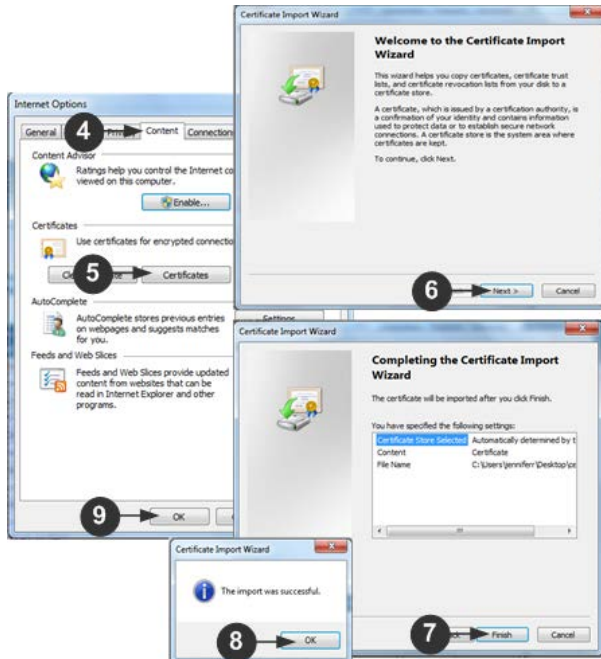 Certificate Import Wizard
Welcome to the Certificate Import
Wizard
This wizard helps you copy certificates, certificate trust
lists, and certificate revocation lists from your disk to a
certificate store.
A certificate, which is issued by a certification authority, is
a confirmation of your identity and contains information
used to protect data or to establish secure network
connections. A certificate store is the system area where
certificates are kept.
To continue, click Next.
6
Next >
Cancel
Internet Options
4
General
Content
Connection
Content Advisor
Ratings help you control the Internet co
viewed on this computer.
Enable...
Certificates
Use certificates for encrypted connectio
5
Certificates
AutoComplete
AutoComplete stores previous entries
on webpages and suggests matches
for you.
Settings
Feeds and Web Slices
Feeds and Web Slices provide updated
content from websites that can be
read in Internet Explorer and other
programs.
9
OK
Certificate Import Wizard
Completing the Certificate Import
Wizard
The certificate will be imported after you click Finish.
You have specified the following settings:
Certificate Store Selected Automatically determined by t
Content Certificate
File Name C:\Users\jenniferr\Desktop\ce
7
Finish
Cancel
Certificate Import Wizard
The import was successful.
8
OK